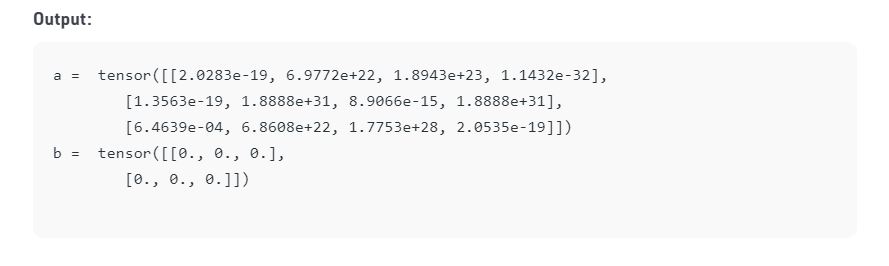 Output:
a =  tensor([[2.0283e-19, 6.9772e+22, 1.8943e+23, 1.1432e-32],
        [1.3563e-19, 1.8888e+31, 8.9066e-15, 1.8888e+31],
        [6.4639e-04, 6.8608e+22, 1.7753e+28, 2.0535e-19]])
b =  tensor([[0., 0., 0.],
        [0., 0., 0.]])